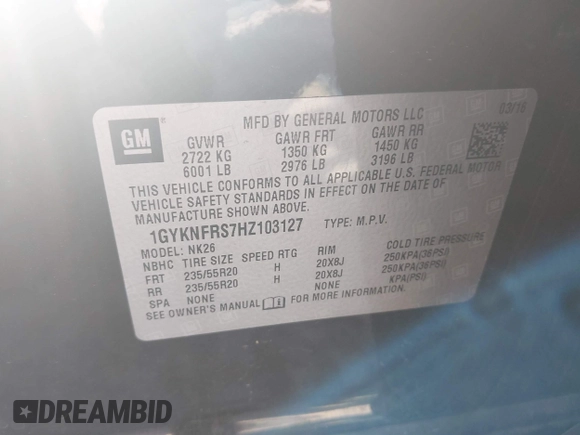 MFD BY GENERAL MOTORS LLC 03/16
GM
GVWR GAWR FRT GAWR RR
2722 KG 1350 KG 1450 KG
6001 LB 2976 LB 3196 LB
THIS VEHICLE CONFORMS TO ALL APPLICABLE U.S. FEDERAL MOTOR
VEHICLE SAFETY STANDARDS IN EFFECT ON THE DATE OF
MANUFACTURE SHOWN ABOVE.
1GYKNFRS7HZ103127 TYPE: M.P.V.
MODEL: NK26
NBHC TIRE SIZE SPEED RTG RIM COLD TIRE PRESSURE
FRT 235/55R20 H 20X8J 250KPA(36PSI)
RR 235/55R20 H 20X8J 250KPA(36PSI)
SPA NONE NONE KPA(PSI)
SEE OWNER'S MANUAL FOR MORE INFORMATION.
DREAMBID